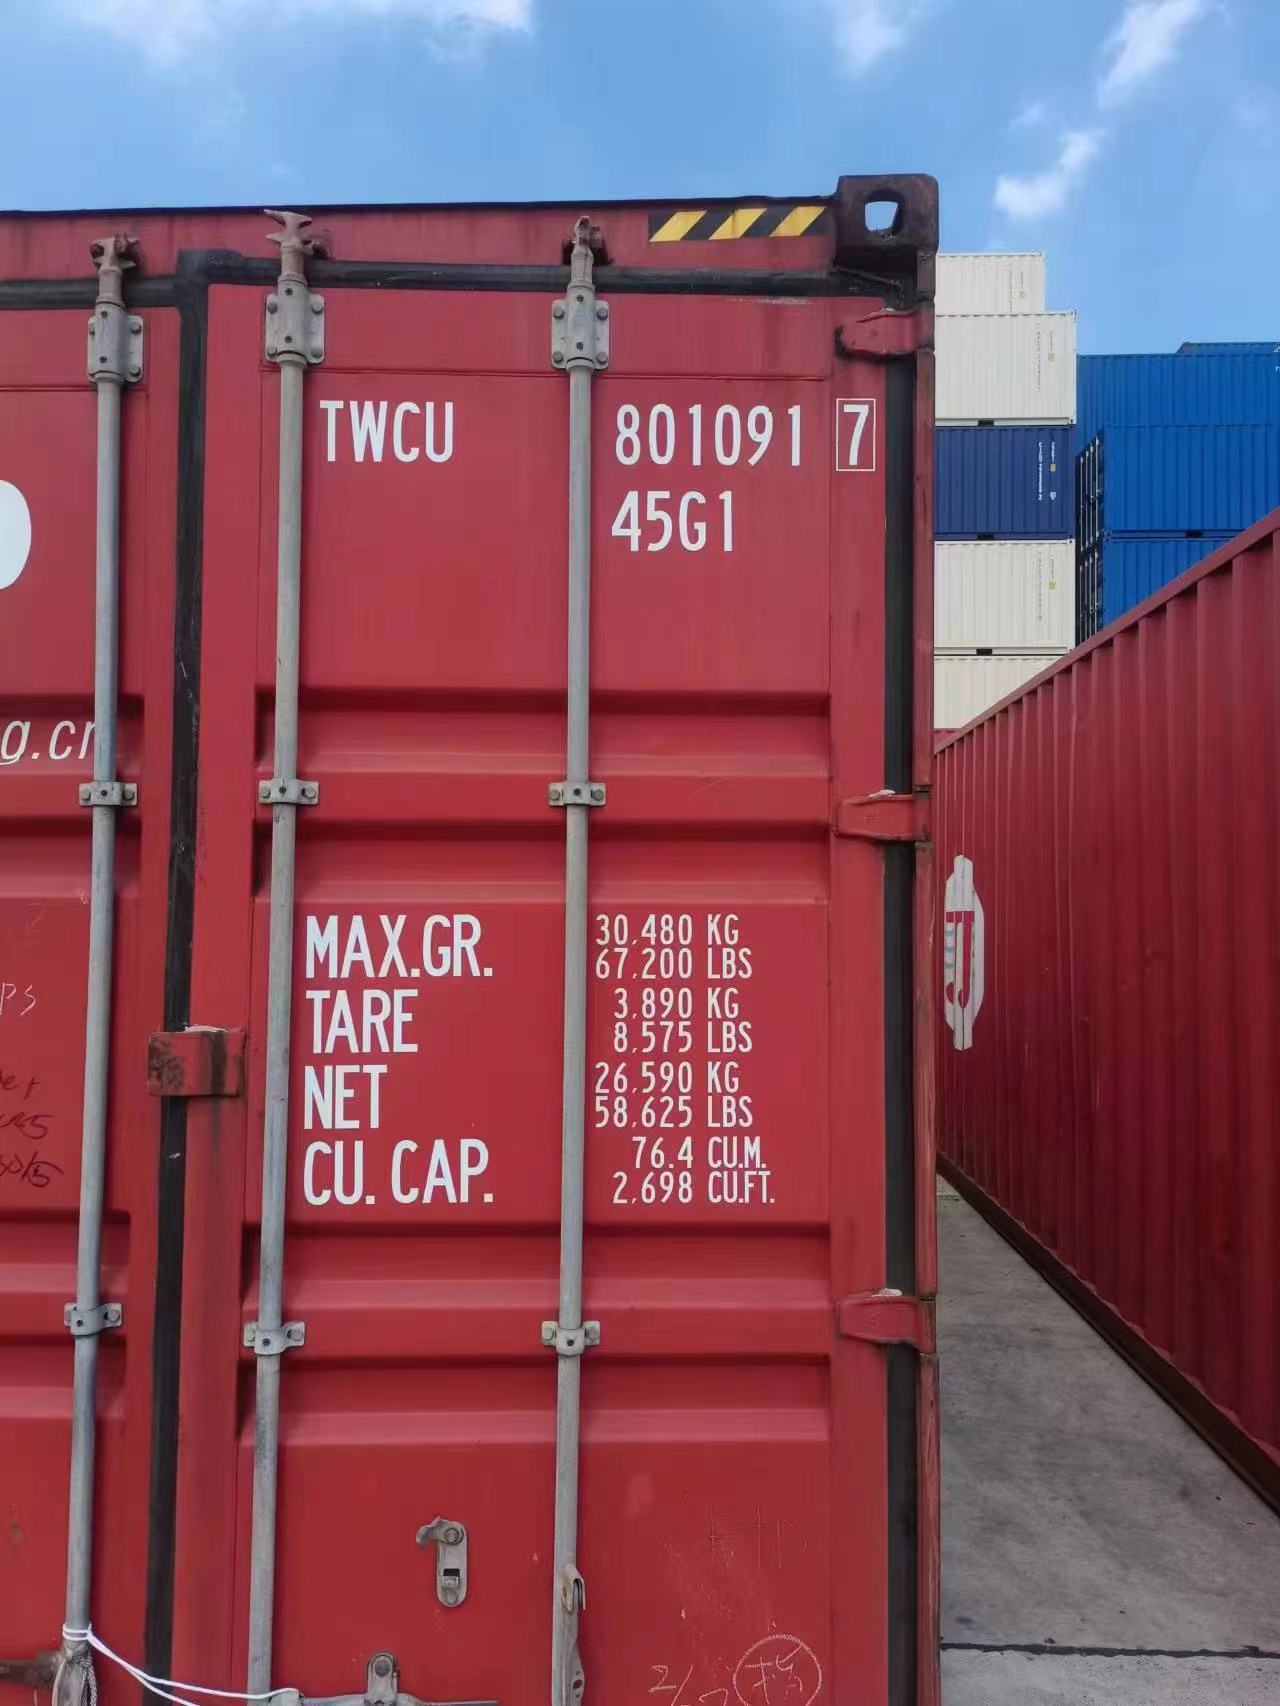 TWCU 801091 7
45G1
g.cn
MAX.GR. 30,480 KG
67,200 LBS
TARE 3,890 KG
8,575 LBS
NET 26,590 KG
58,625 LBS
CU. CAP. 76.4 CU.M.
2,698 CU.FT.